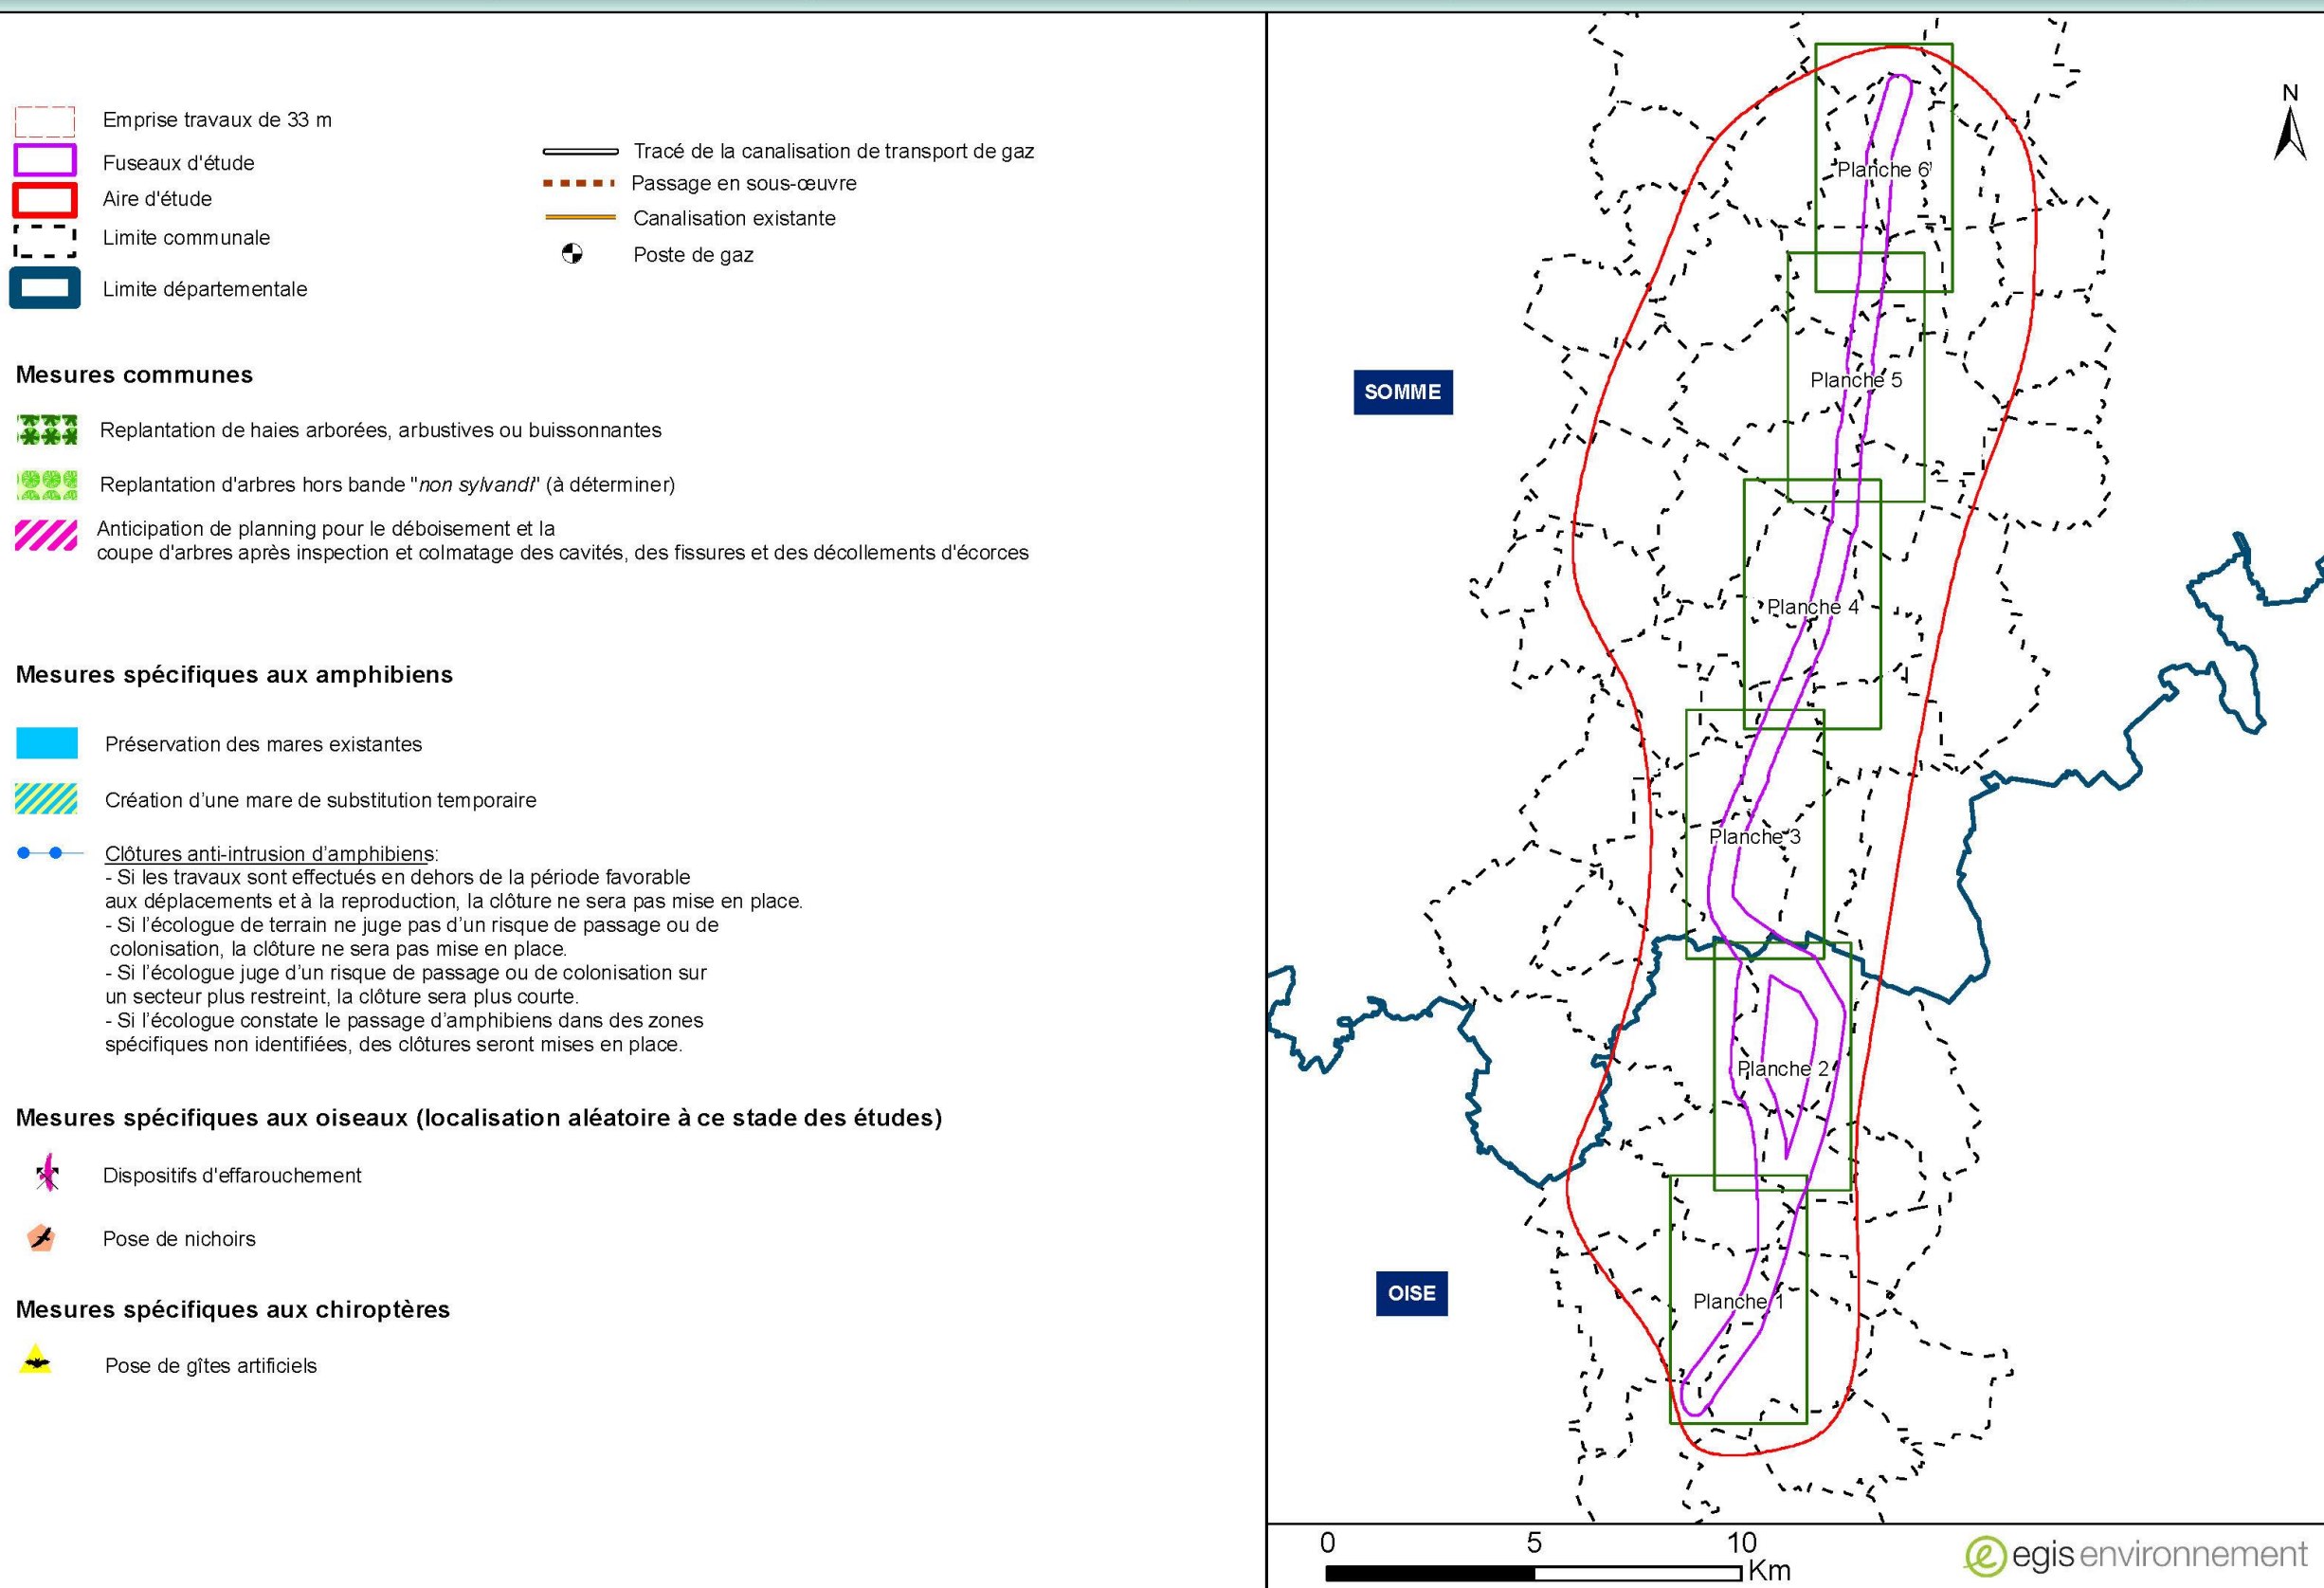 Emprise travaux de 33 m
Fuseaux d'étude
Aire d'étude
Limite communale
Limite départementale
Tracé de la canalisation de transport de gaz
Passage en sous-œuvre
Canalisation existante
Poste de gaz
Mesures communes
Replantation de haies arborées, arbustives ou buissonnantes
Replantation d'arbres hors bande "non sylvandi" (à déterminer)
Anticipation de planning pour le déboisement et la
coupe d'arbres après inspection et colmatage des cavités, des fissures et des décollements d'écorces
Mesures spécifiques aux amphibiens
Préservation des mares existantes
Création d'une mare de substitution temporaire
Clôtures anti-intrusion d'amphibiens:
- Si les travaux sont effectués en dehors de la période favorable
aux déplacements et à la reproduction, la clôture ne sera pas mise en place.
- Si l'écologue de terrain ne juge pas d'un risque de passage ou de
colonisation, la clôture ne sera pas mise en place.
- Si l'écologue juge d'un risque de passage ou de colonisation sur
un secteur plus restreint, la clôture sera plus courte.
- Si l'écologue constate le passage d'amphibiens dans des zones
spécifiques non identifiées, des clôtures seront mises en place.
Mesures spécifiques aux oiseaux (localisation aléatoire à ce stade des études)
Dispositifs d'effarouchement
Pose de nichoirs
Mesures spécifiques aux chiroptères
Pose de gîtes artificiels
N
Planche 6
Planche 5
SOMME
Planche 4
Planche 3
Planche 2
OISE
Planche 1
0 5 10
Km
e egis environnement